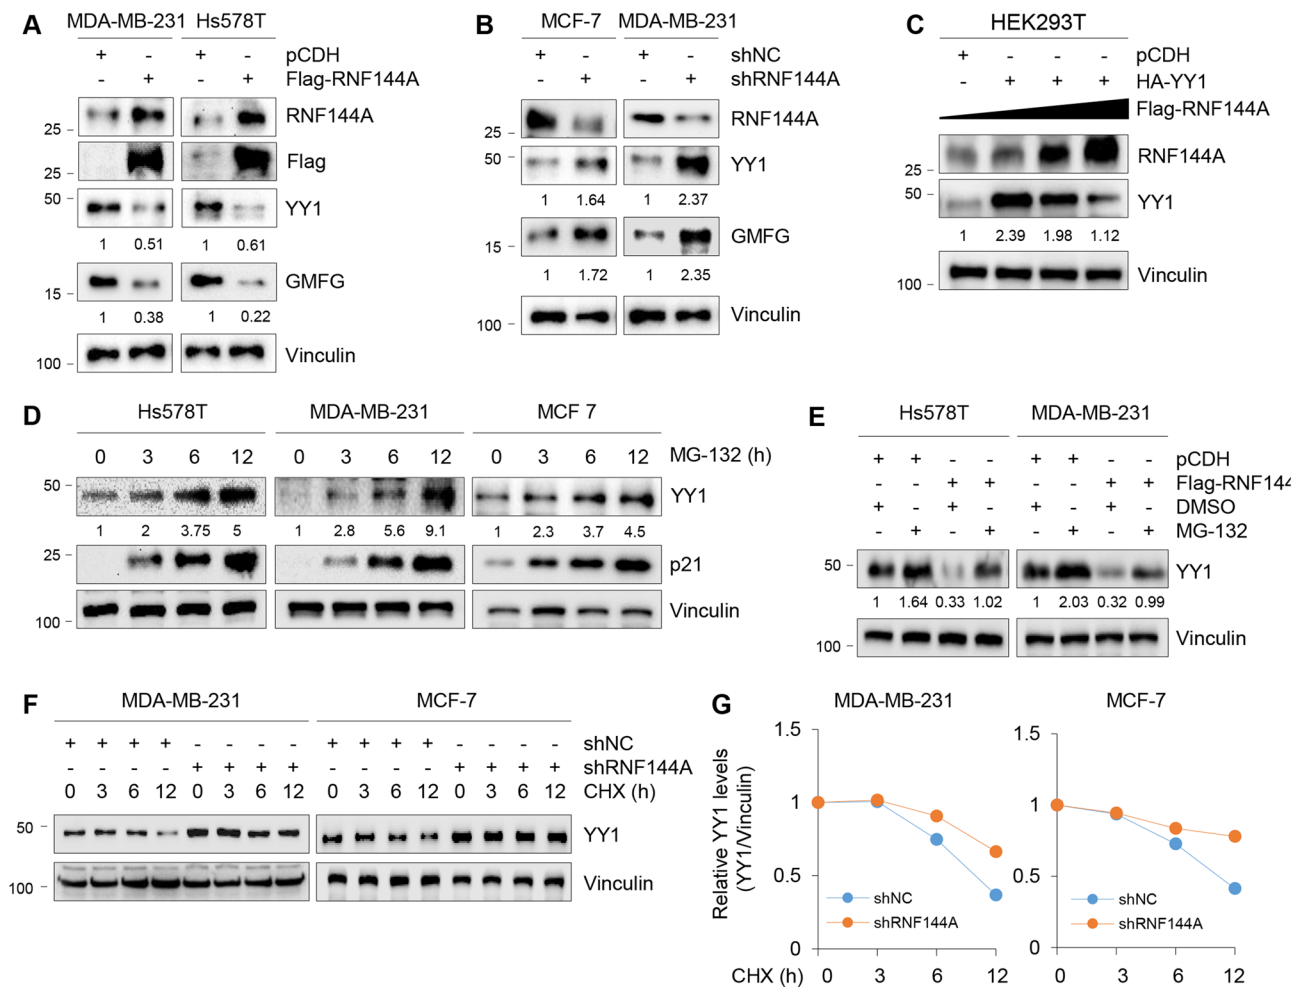 A
MDA-MB-231 Hs578T
+ - + - pCDH
- + - + Flag-RNF144A
RNF144A
25
Flag
25
50
YY1
1 0.51 1 0.61
GMFG
15
1 0.38 1 0.22
Vinculin
100
B
MCF-7 MDA-MB-231
+ - + - shNC
- + - + shRNF144A
RNF144A
25
50
YY1
1 1.64 1 2.37
GMFG
15
1 1.72 1 2.35
Vinculin
100
C
HEK293T
+ - - - pCDH
- + + + HA-YY1
Flag-RNF144A
RNF144A
25
50
YY1
1 2.39 1.98 1.12
Vinculin
100
D
Hs578T MDA-MB-231 MCF 7
0 3 6 12 0 3 6 12 0 3 6 12 MG-132 (h)
50
YY1
1 2 3.75 5 1 2.8 5.6 9.1 1 2.3 3.7 4.5
25
p21
Vinculin
100
E
Hs578T MDA-MB-231
+ + - - + + - - pCDH
- - + + - - + + Flag-RNF144
+ - + - + - + - DMSO
- + - + - + - + MG-132
50
YY1
1 1.64 0.33 1.02 1 2.03 0.32 0.99
Vinculin
100
F
MDA-MB-231 MCF-7
+ + + + - - - - + + + + - - - - shNC
- - - - + + + + - - - - + + + + shRNF144A
0 3 6 12 0 3 6 12 0 3 6 12 0 3 6 12 CHX (h)
50
YY1
Vinculin
100
G
MDA-MB-231 MCF-7
Relative YY1 levels
(YY1/Vinculin)
1.5
1
0.5
0
shNC
shRNF144A
1.5
1
0.5
0
shNC
shRNF144A
CHX (h) 0 3 6 12 0 3 6 12